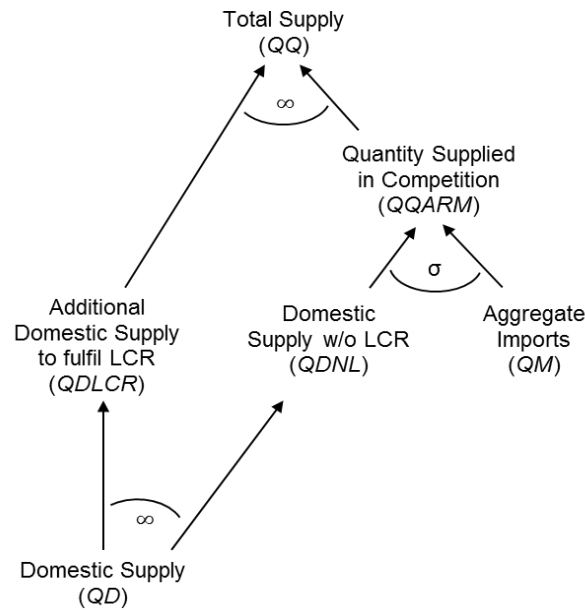 Total Supply
(QQ)
∞
Quantity Supplied
in Competition
(QQARM)
σ
Additional
Domestic Supply
to fulfil LCR
(QDLCR)
Domestic
Supply w/o LCR
(QDNL)
Aggregate
Imports
(QM)
∞
Domestic Supply
(QD)